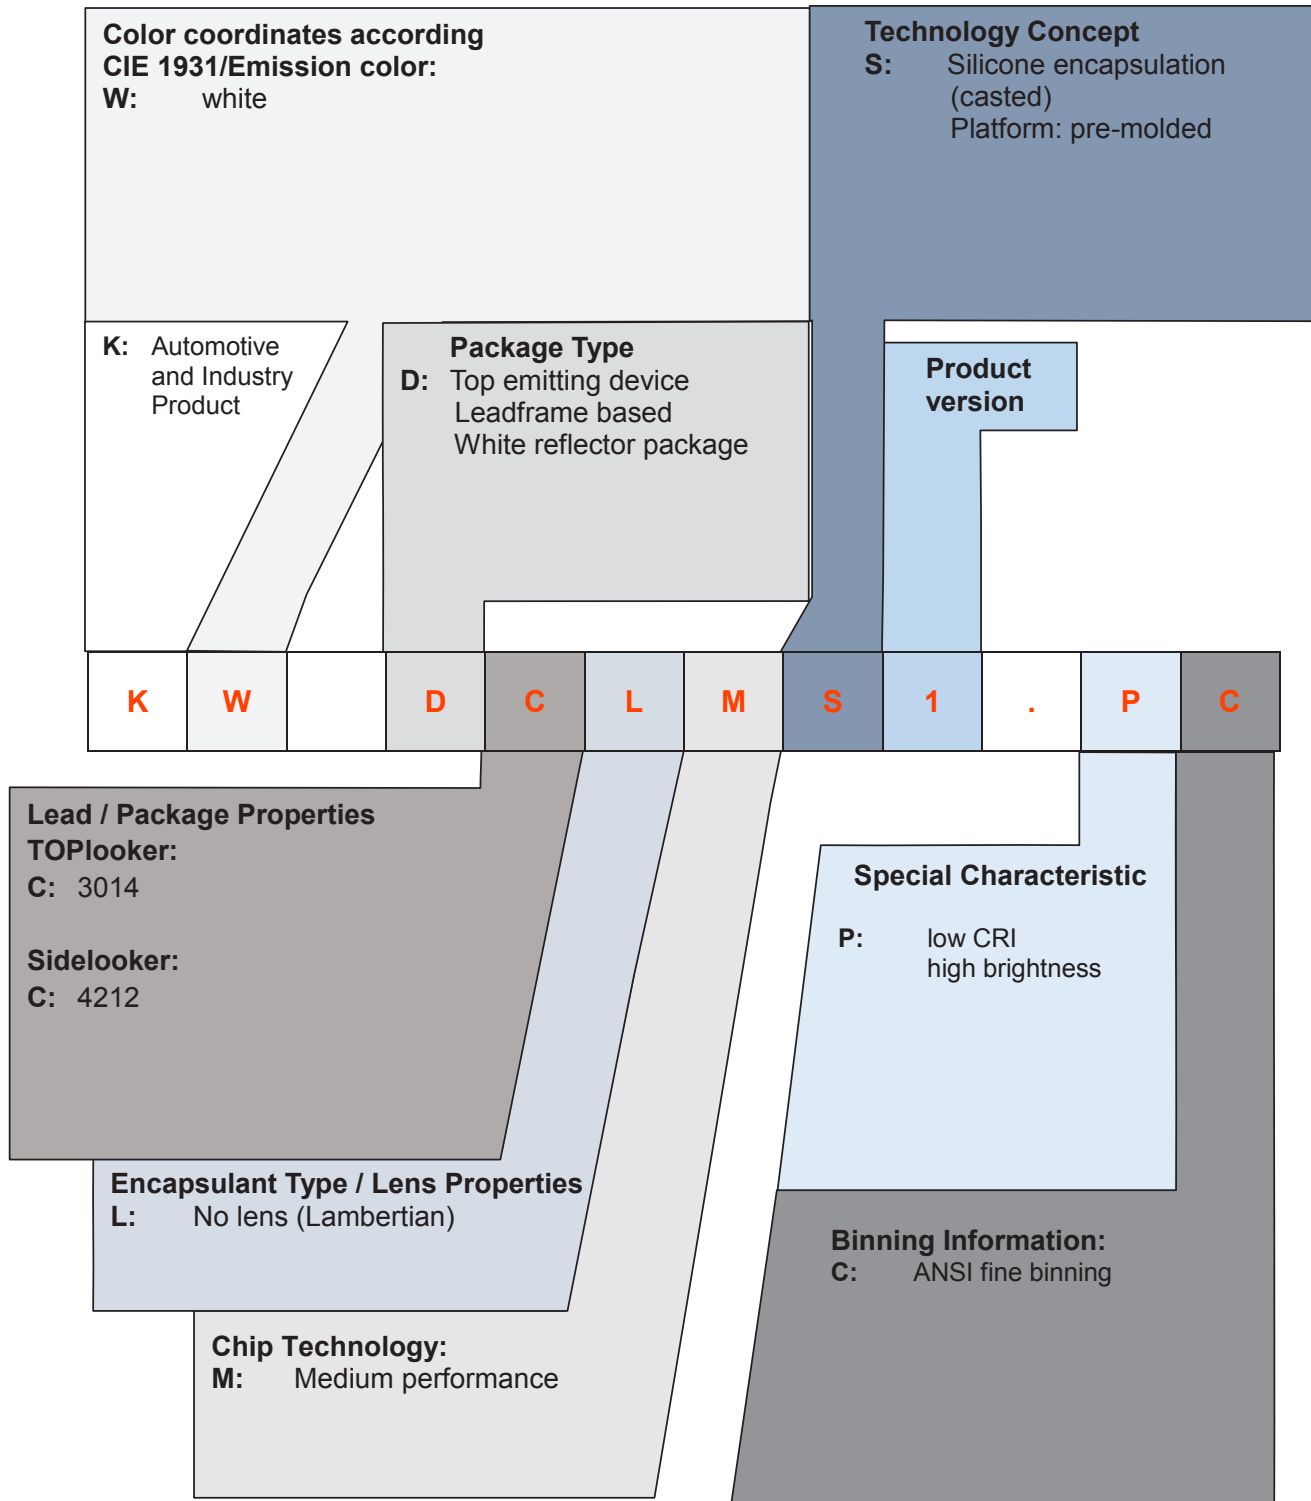 Color coordinates according
CIE 1931/Emission color:
W: white
Technology Concept
S: Silicone encapsulation
(casted)
Platform: pre-molded
K: Automotive
and Industry
Product
Package Type
D: Top emitting device
Leadframe based
White reflector package
Product
version
K W D C L M S 1 . P C
Lead / Package Properties
TOPlooker:
C: 3014
Sidelooker:
C: 4212
Special Characteristic
P: low CRI
high brightness
Encapsulant Type / Lens Properties
L: No lens (Lambertian)
Binning Information:
C: ANSI fine binning
Chip Technology:
M: Medium performance